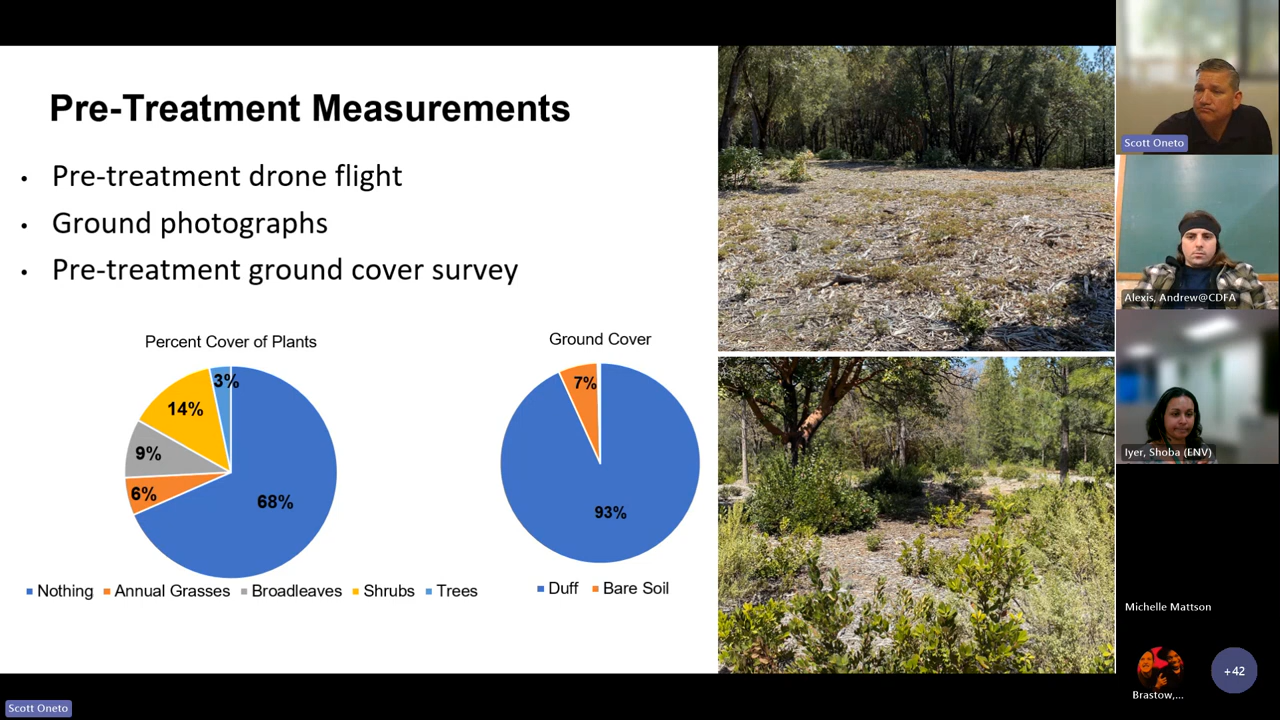 Pre-Treatment Measurements
• Pre-treatment drone flight
• Ground photographs
• Pre-treatment ground cover survey
Percent Cover of Plants
3%
14%
9%
6%
68%
Nothing Annual Grasses Broadleaves Shrubs Trees
Ground Cover
7%
93%
Duff Bare Soil
Scott Oneto
Alexis, Andrew@CDFA
Iyer, Shoba (ENV)
Michelle Mattson
Brastow,...
+42
Scott Oneto